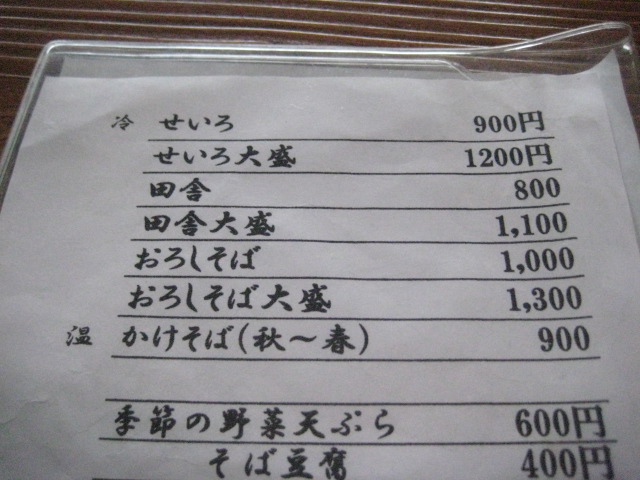 冷 せいろ 900円
せいろ大盛 1200円
田舎 800
田舎大盛 1,100
おろしそば 1,000
おろしそば大盛 1,300
温 かけそば(秋～春) 900
季節の野菜天ぷら 600円
そば豆腐 400円